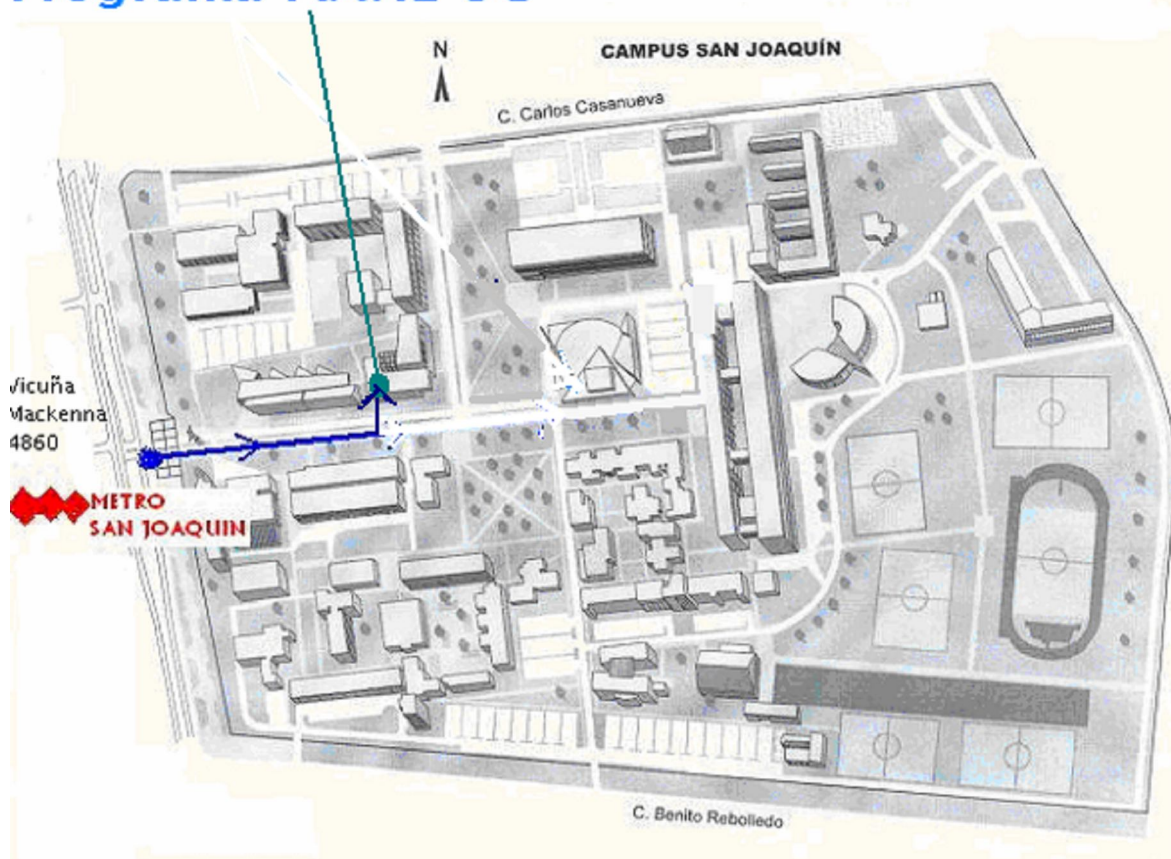 N
CAMPUS SAN JOAQUÍN
C. Carlos Casanueva
Vicuña
Mackenna
4860
METRO
SAN JOAQUIN
C. Benito Rebolledo